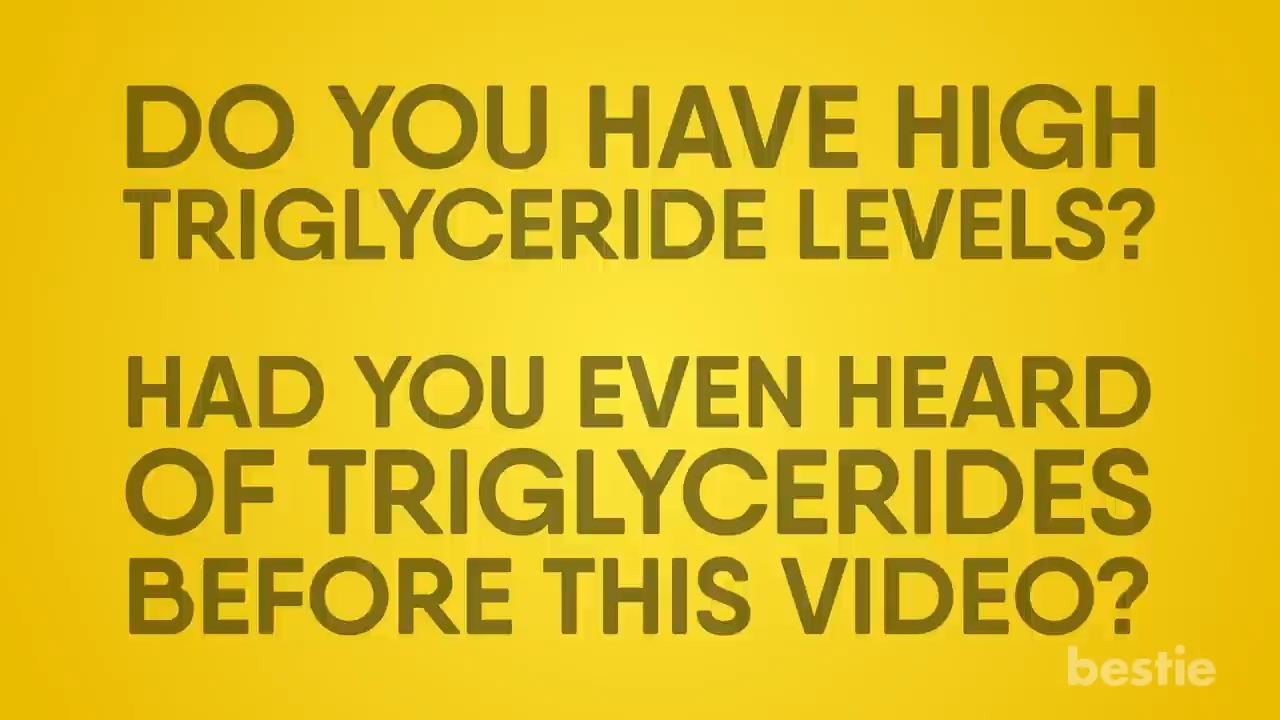 DO YOU HAVE HIGH
TRIGLYCERIDE LEVELS?
HAD YOU EVEN HEARD
OF TRIGLYCERIDES
BEFORE THIS VIDEO?
bestie